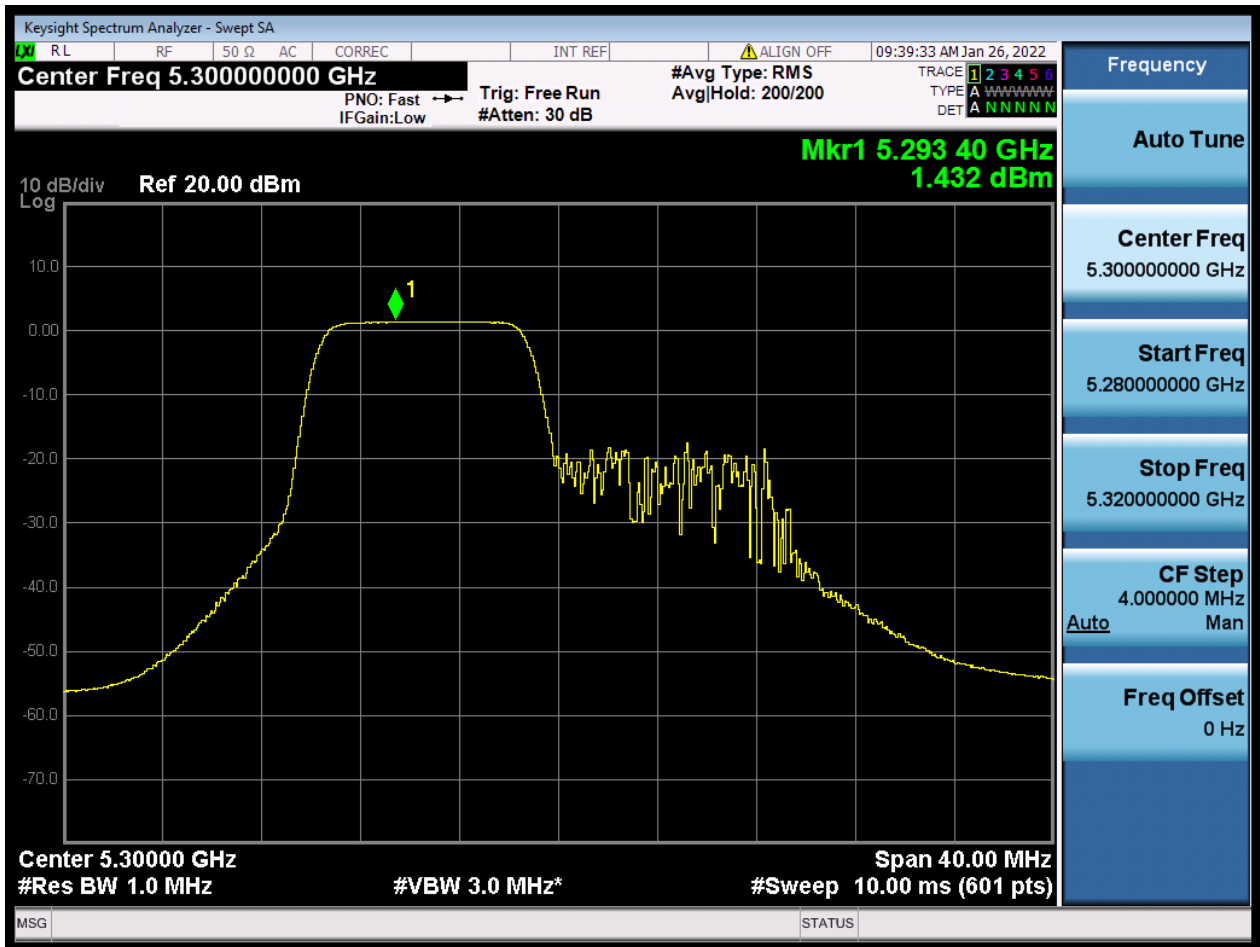 Keysight Spectrum Analyzer - Swept SA
LXI RL RF 50 Ω AC CORREC INT REF ALIGN OFF 09:39:33 AM Jan 26, 2022
Center Freq 5.300000000 GHz
PNO: Fast
IFGain:Low
Trig: Free Run
#Atten: 30 dB
#Avg Type: RMS
Avg|Hold: 200/200
TRACE 1 2 3 4 5 6
TYPE A WWWWW
DET A N N N N N
Mkr1 5.293 40 GHz
1.432 dBm
10 dB/div Ref 20.00 dBm
Log
10.0
0.00
-10.0
-20.0
-30.0
-40.0
-50.0
-60.0
-70.0
1
Center 5.30000 GHz Span 40.00 MHz
#Res BW 1.0 MHz #VBW 3.0 MHz* #Sweep 10.00 ms (601 pts)
MSG STATUS
Frequency
Auto Tune
Center Freq
5.300000000 GHz
Start Freq
5.280000000 GHz
Stop Freq
5.320000000 GHz
CF Step
4.000000 MHz
Auto Man
Freq Offset
0 Hz